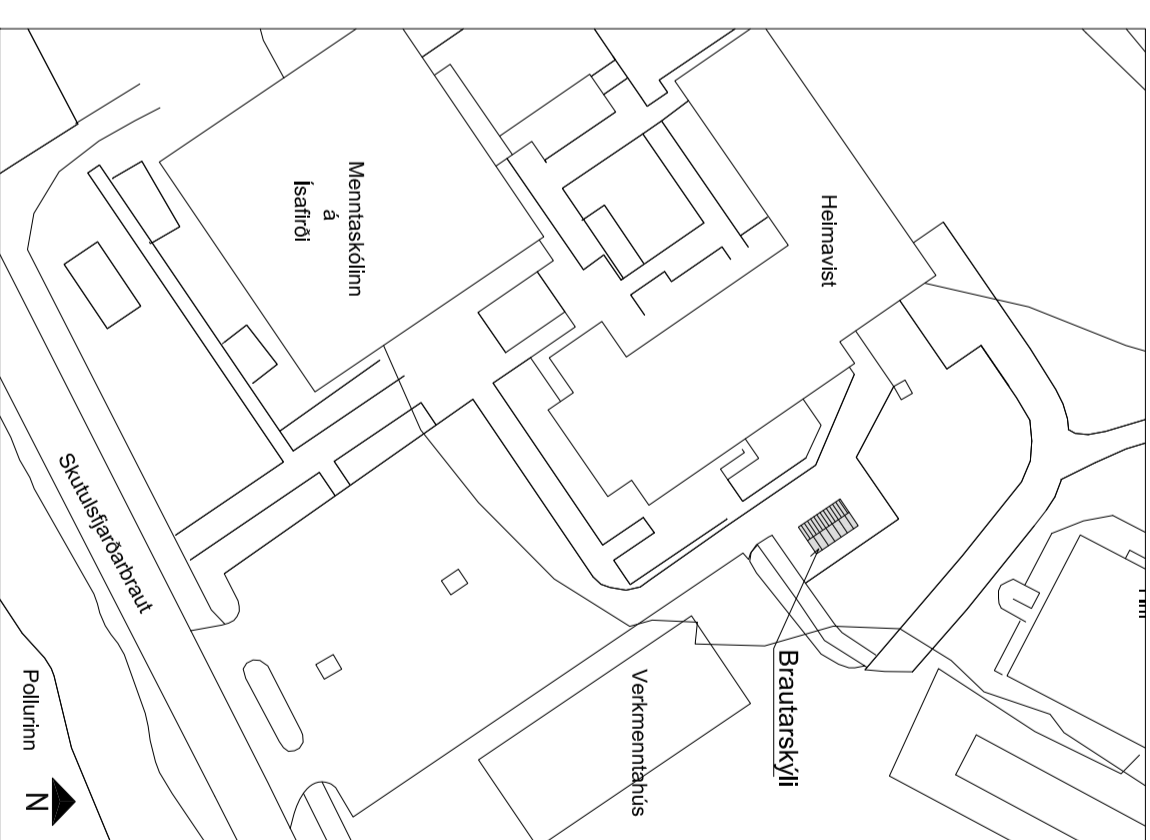 Heimavist
Menntaskólinn
á
Ísafirði
Skutulsfjarðarbraut
Brautarskýli
Verkmenntahús
Pollurinn
N